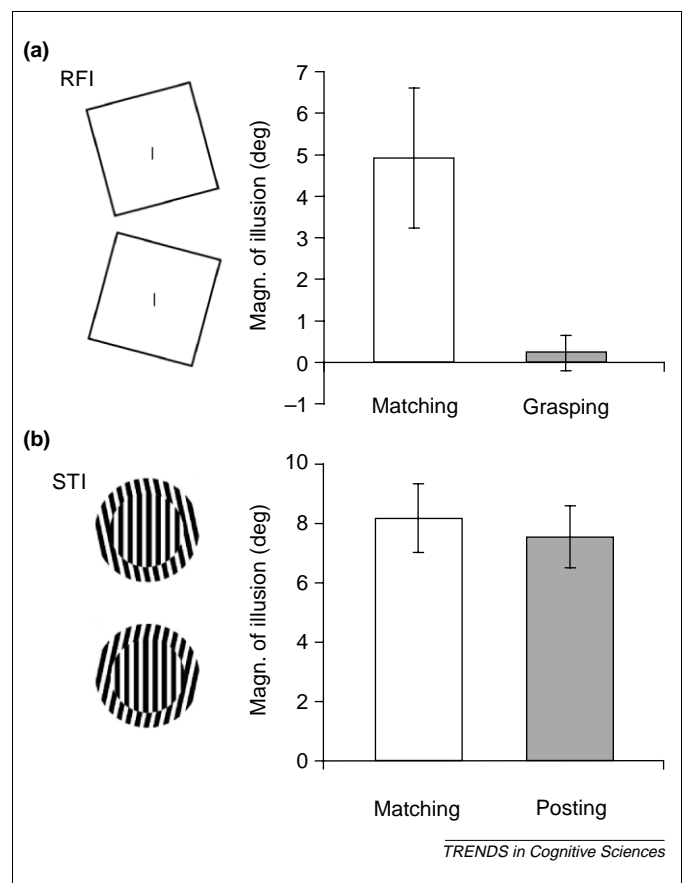 (a)
RFI
Magn. of illusion (deg)
7
6
5
4
3
2
1
0
–1
Matching Grasping
(b)
STI
Magn. of illusion (deg)
10
8
6
4
2
0
Matching Posting
TRENDS in Cognitive Sciences